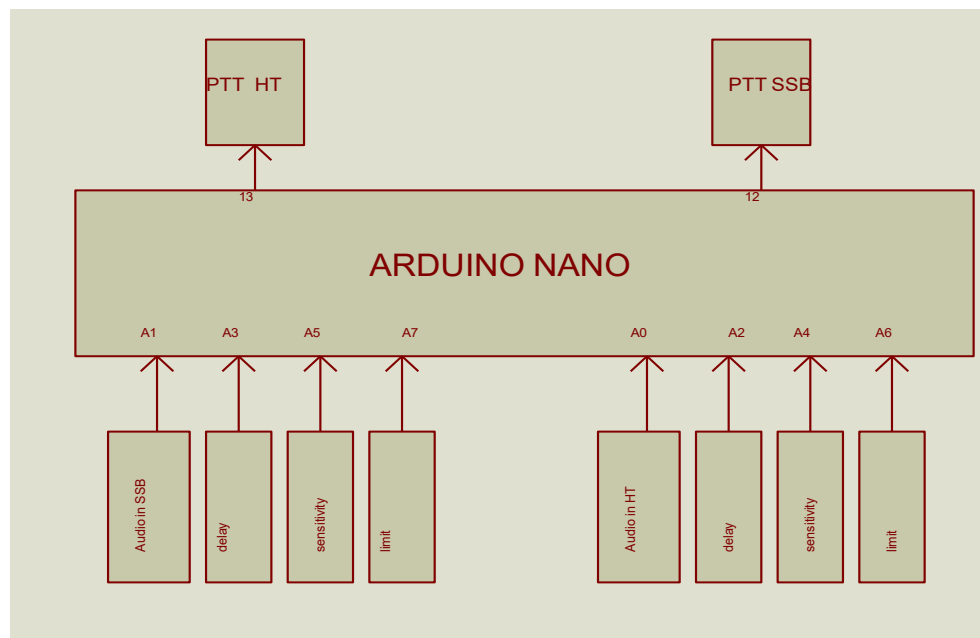 PTT HT
PTT SSB
13
12
ARDUINO NANO
A1
A3
A5
A7
A0
A2
A4
A6
Audio in SSB
delay
sensitivity
limit
Audio in HT
delay
sensitivity
limit